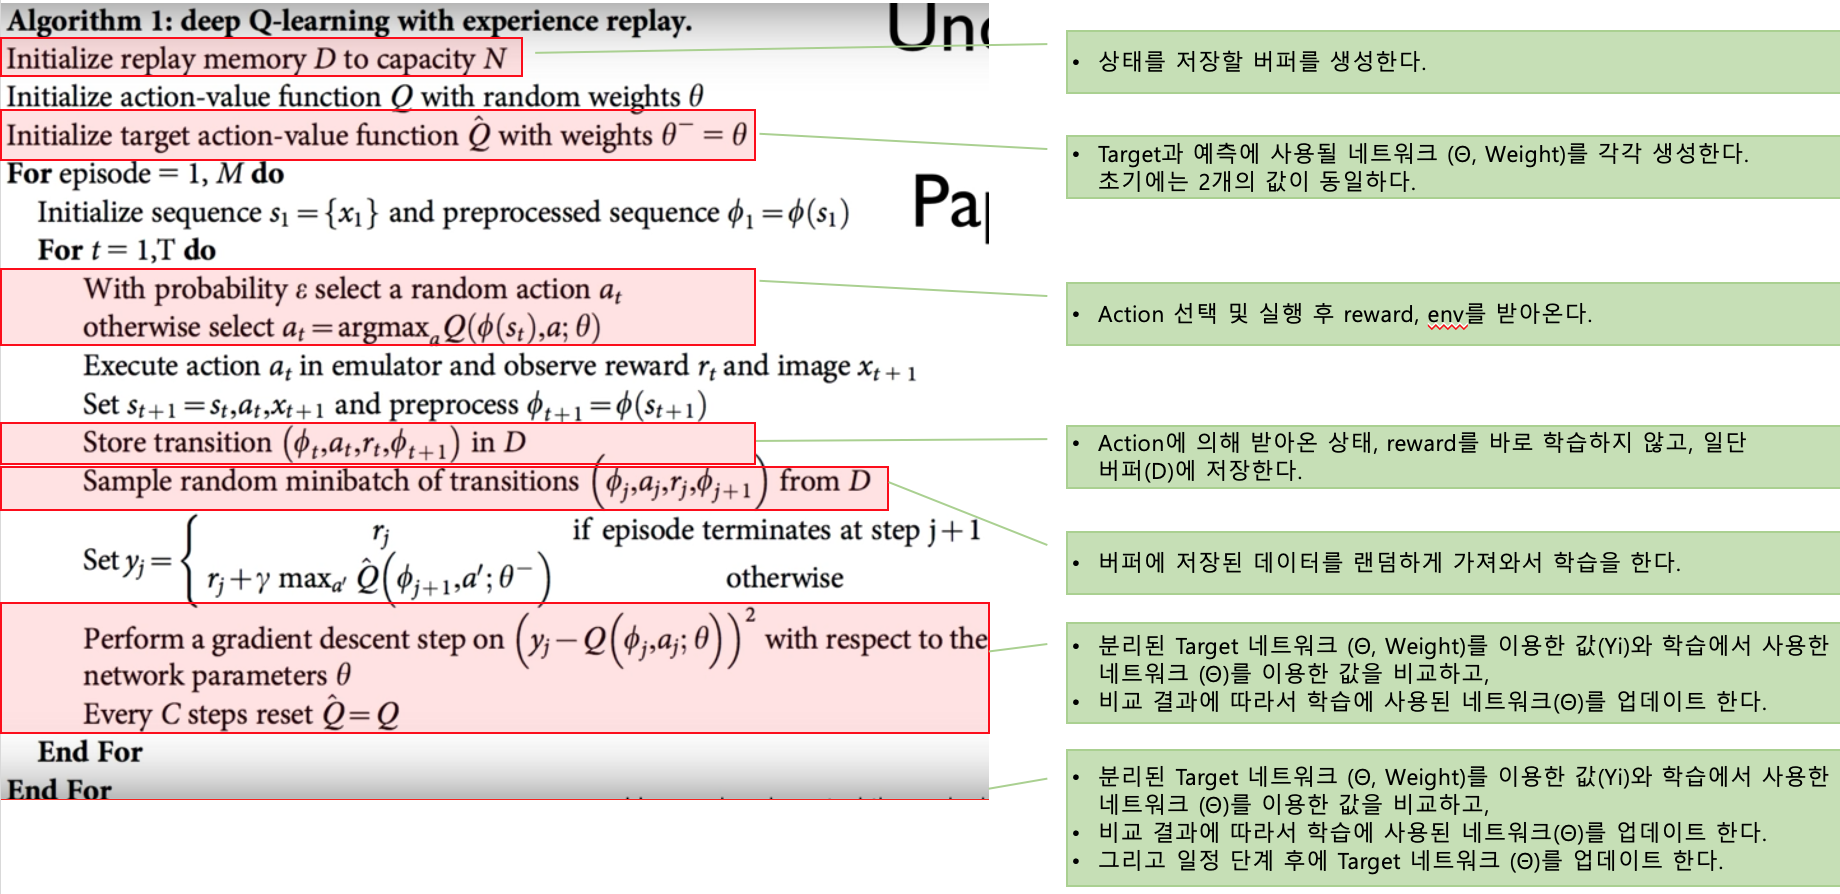 Algorithm 1: deep Q-learning with experience replay.
Initialize replay memory D to capacity N
Initialize action-value function Q with random weights θ
Initialize target action-value function Q̂ with weights θ⁻ = θ
For episode = 1, M do
Initialize sequence s₁ = {x₁} and preprocessed sequence ϕ₁ = ϕ(s₁)
For t = 1,T do
With probability ε select a random action aₜ
otherwise select aₜ = argmaxₐ Q(ϕ(sₜ),a; θ)
Execute action aₜ in emulator and observe reward rₜ and image xₜ₊₁
Set sₜ₊₁ = sₜ,aₜ,xₜ₊₁ and preprocess ϕₜ₊₁ = ϕ(sₜ₊₁)
Store transition (ϕₜ,aₜ,rₜ,ϕₜ₊₁) in D
Sample random minibatch of transitions (ϕⱼ,aⱼ,rⱼ,ϕⱼ₊₁) from D
Set yⱼ = { rⱼ if episode terminates at step j+1
rⱼ + γ maxₐ′ Q̂(ϕⱼ₊₁,a′; θ⁻) otherwise
Perform a gradient descent step on (yⱼ − Q(ϕⱼ,aⱼ; θ))² with respect to the
network parameters θ
Every C steps reset Q̂ = Q
End For
End For
Un
Pa
• 상태를 저장할 버퍼를 생성한다.
• Target과 예측에 사용될 네트워크 (Θ, Weight)를 각각 생성한다.
초기에는 2개의 값이 동일하다.
• Action 선택 및 실행 후 reward, env를 받아온다.
• Action에 의해 받아온 상태, reward를 바로 학습하지 않고, 일단
버퍼(D)에 저장한다.
• 버퍼에 저장된 데이터를 랜덤하게 가져와서 학습을 한다.
• 분리된 Target 네트워크 (Θ, Weight)를 이용한 값(Yi)와 학습에서 사용한
네트워크 (Θ)를 이용한 값을 비교하고,
• 비교 결과에 따라서 학습에 사용된 네트워크(Θ)를 업데이트 한다.
• 분리된 Target 네트워크 (Θ, Weight)를 이용한 값(Yi)와 학습에서 사용한
네트워크 (Θ)를 이용한 값을 비교하고,
• 비교 결과에 따라서 학습에 사용된 네트워크(Θ)를 업데이트 한다.
• 그리고 일정 단계 후에 Target 네트워크 (Θ)를 업데이트 한다.